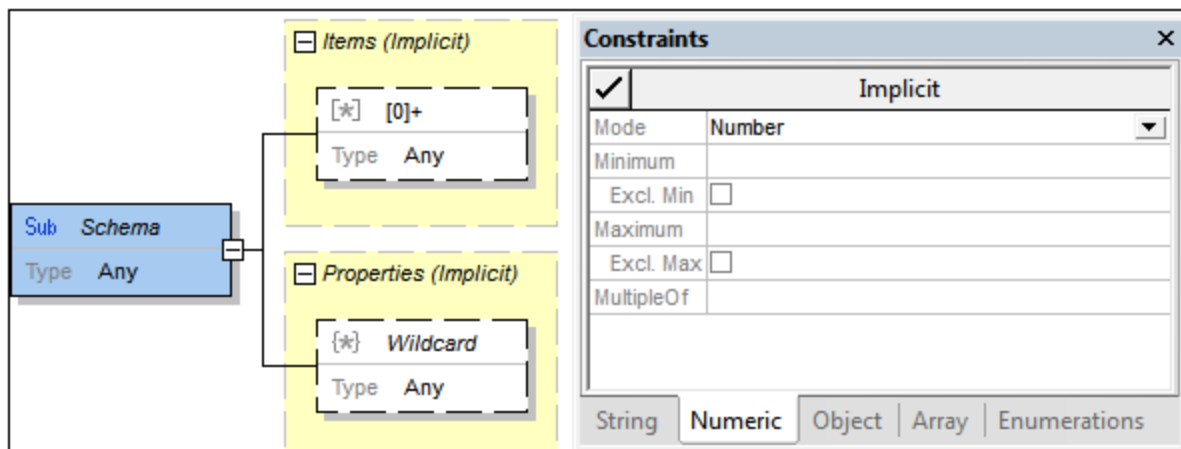 Items (Implicit)
[*] [0]+
Type Any
Sub Schema
Type Any
Properties (Implicit)
{*} Wildcard
Type Any
Constraints
Implicit
Mode Number
Minimum
Excl. Min
Maximum
Excl. Max
MultipleOf
String Numeric Object Array Enumerations